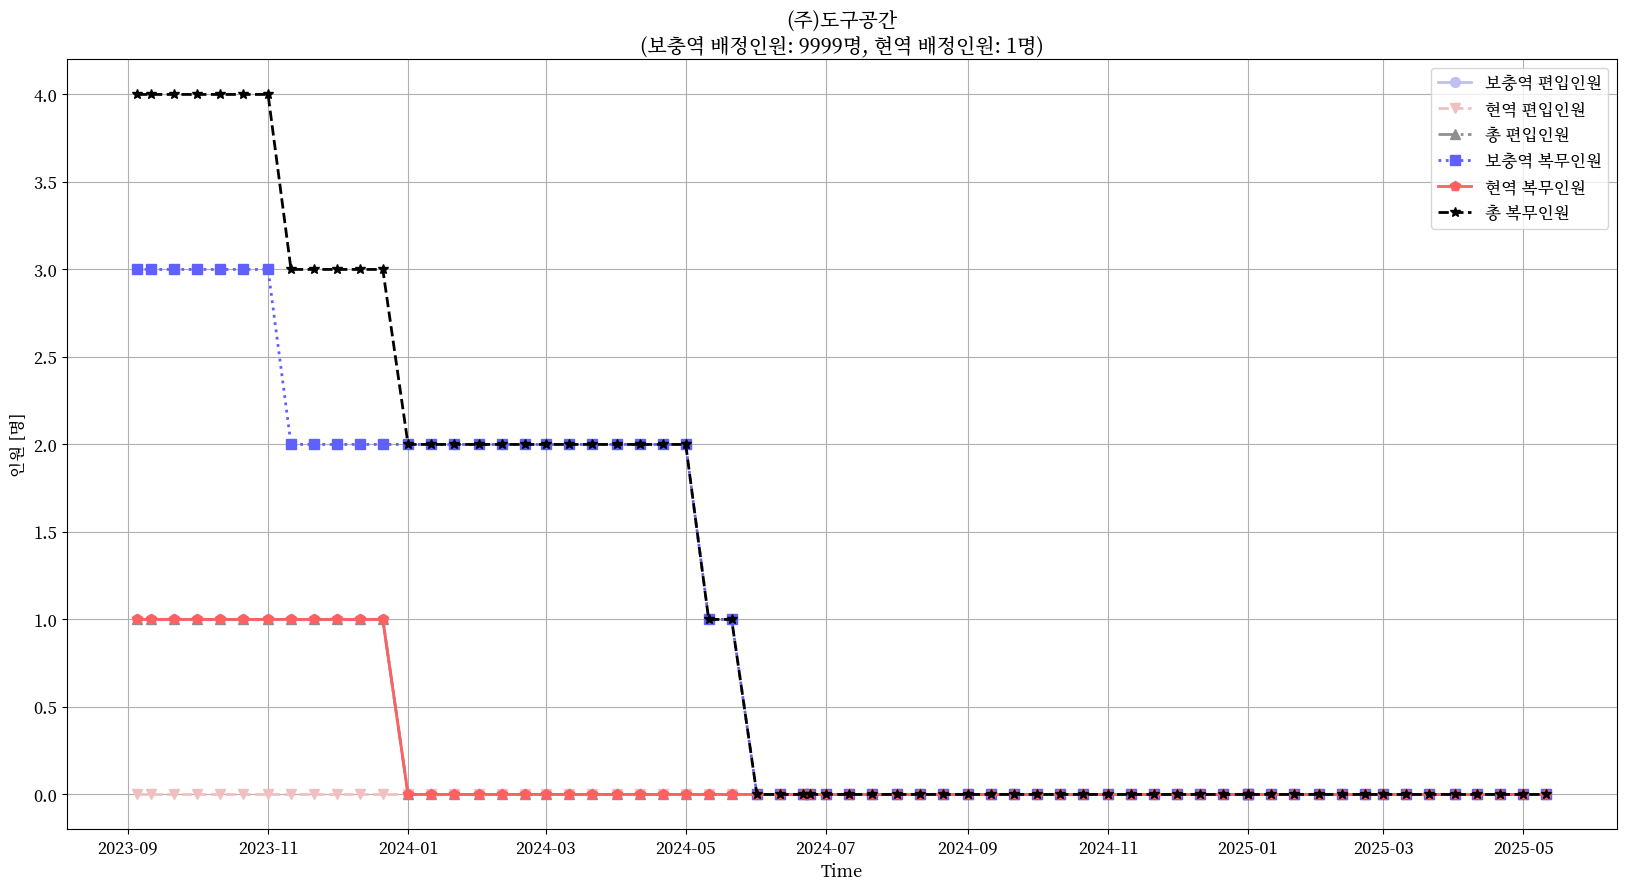 (주)도구공간
(보충역 배정인원: 9999명, 현역 배정인원: 1명)
보충역 편입인원
현역 편입인원
총 편입인원
보충역 복무인원
현역 복무인원
총 복무인원
인원 [명]
4.0
3.5
3.0
2.5
2.0
1.5
1.0
0.5
0.0
2023-09 2023-11 2024-01 2024-03 2024-05 2024-07 2024-09 2024-11 2025-01 2025-03 2025-05
Time